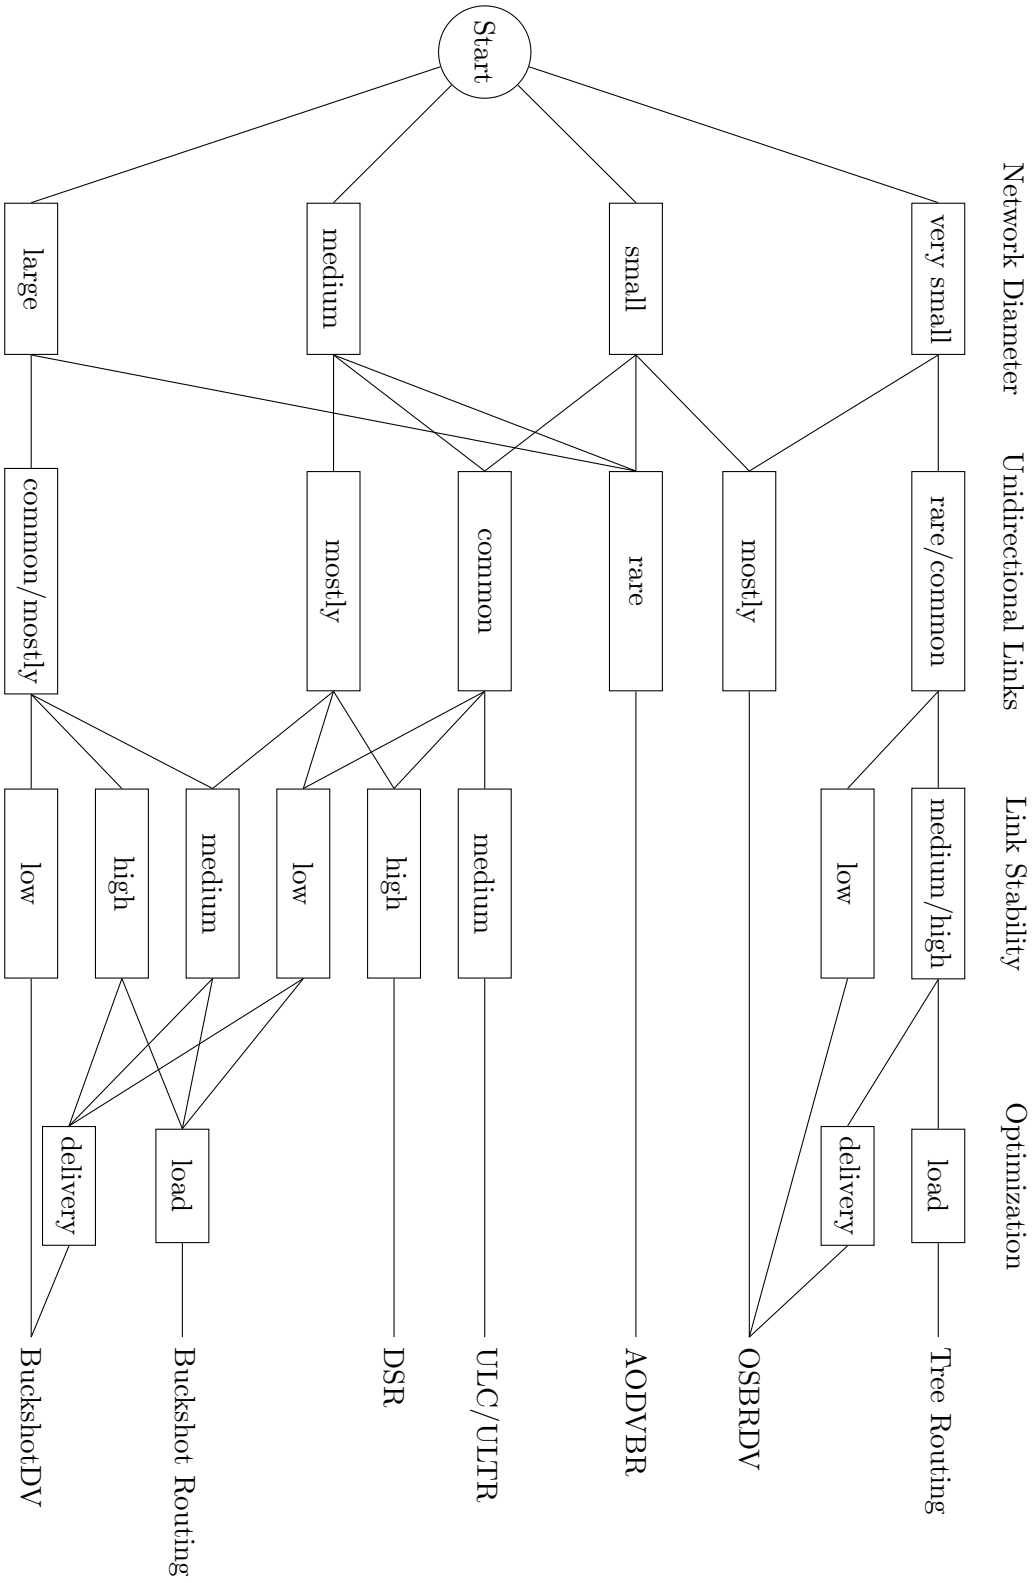 Start
Network Diameter
very small
small
medium
large
Unidirectional Links
rare/common
mostly
rare
common
mostly
common/mostly
Link Stability
medium/high
low
medium
high
low
medium
high
low
Optimization
load
delivery
load
delivery
Tree Routing
OSBRDV
AODVBR
ULC/ULTR
DSR
Buckshot Routing
BuckshotDV